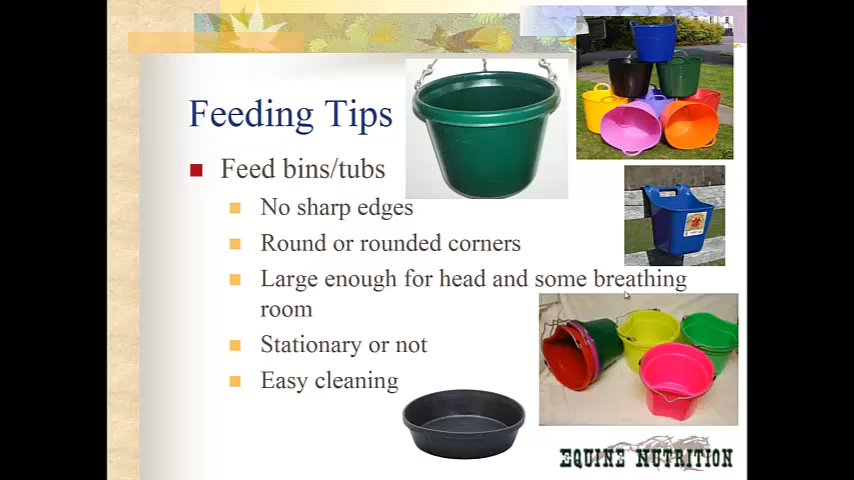 Feeding Tips
Feed bins/tubs
No sharp edges
Round or rounded corners
Large enough for head and some breathing
room
Stationary or not
Easy cleaning
EQUINE NUTRITION